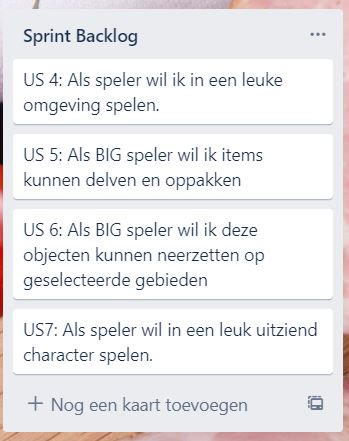 Sprint Backlog
US 4: Als speler wil ik in een leuke
omgeving spelen.
US 5: Als BIG speler wil ik items
kunnen delven en oppakken
US 6: Als BIG speler wil ik deze
objecten kunnen neerzetten op
geselecteerde gebieden
US7: Als speler wil in een leuk uitziend
character spelen.
+ Nog een kaart toevoegen